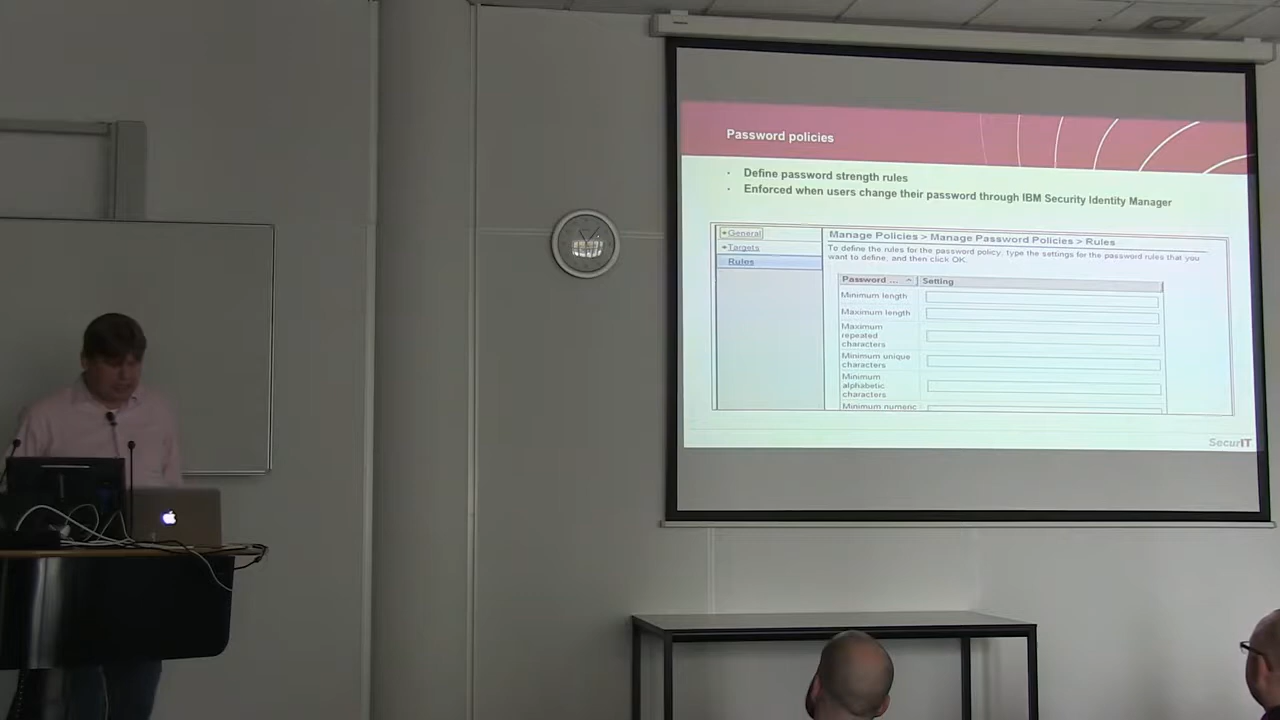 Password policies
Define password strength rules
Enforced when users change their password through IBM Security Identity Manager
General
Targets
Rules
Manage Policies > Manage Password Policies > Rules
To define the rules for the password policy, type the settings for the password rules that you
want to define, and then click OK.
Password ... Setting
Minimum length
Maximum length
Maximum
repeated
characters
Minimum unique
characters
Minimum
alphabetic
characters
Minimum numeric
SecurIT